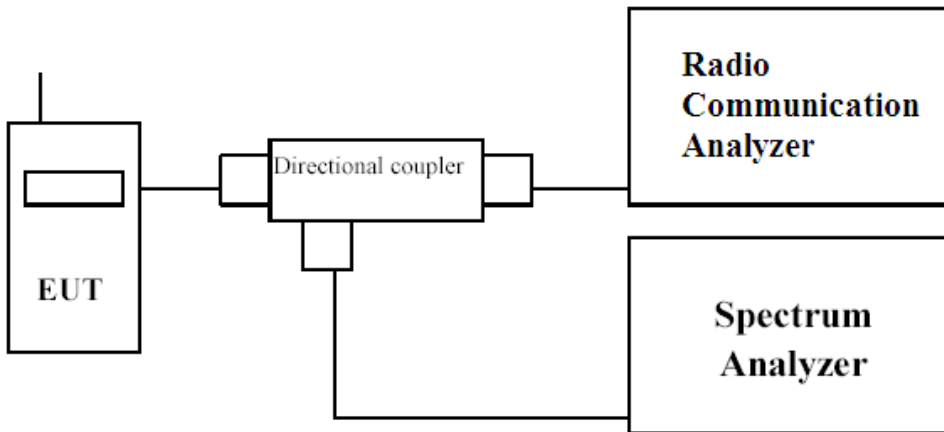 Radio
Communication
Analyzer
Directional coupler
EUT
Spectrum
Analyzer